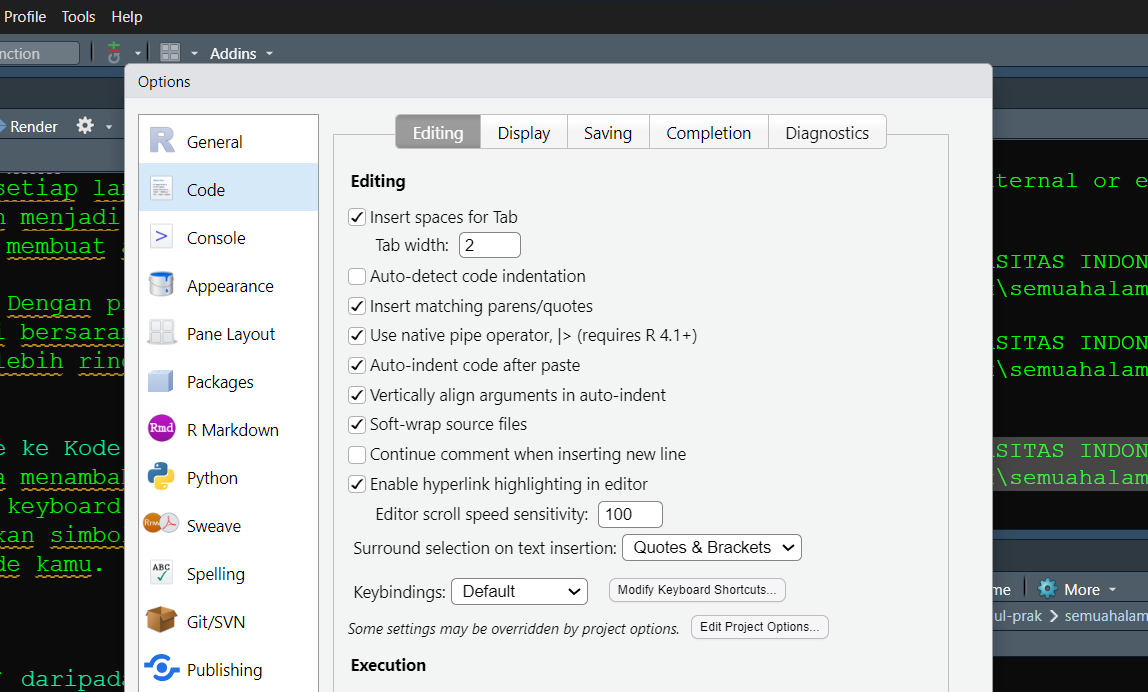 Profile Tools Help
nction Addins
Options
Render
General
Code
Console
Appearance
Pane Layout
Packages
R Markdown
Python
Sweave
Spelling
Git/SVN
Publishing
Editing Display Saving Completion Diagnostics
Editing
Insert spaces for Tab
Tab width: 2
Auto-detect code indentation
Insert matching parens/quotes
Use native pipe operator, |> (requires R 4.1+)
Auto-indent code after paste
Vertically align arguments in auto-indent
Soft-wrap source files
Continue comment when inserting new line
Enable hyperlink highlighting in editor
Editor scroll speed sensitivity: 100
Surround selection on text insertion: Quotes & Brackets
Keybindings: Default Modify Keyboard Shortcuts...
Some settings may be overridden by project options. Edit Project Options...
Execution
setiap lan
menjadi
membuat
Dengan p
bersaran
lebih rin
e ke Kode
a menambah
keyboard
kan simbo
de kamu.
daripada
ternal or e
SITAS INDON
\semuahalam
SITAS INDON
\semuahalam
SITAS INDON
\semuahalam
me More
ul-prak semuahalam